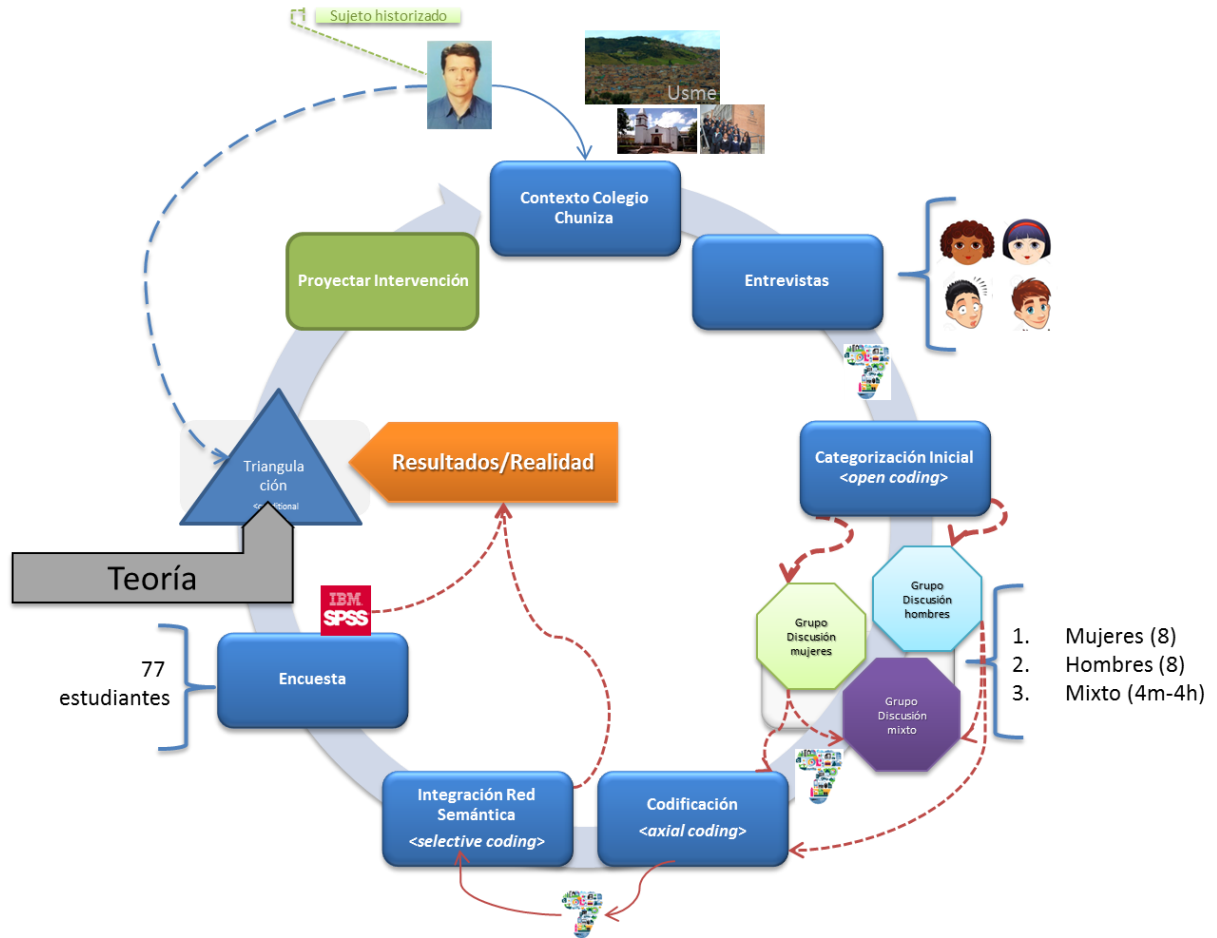 Sujeto historizado
Usme
Contexto Colegio
Chuniza
Proyectar Intervención
Entrevistas
Categorización Inicial
<open coding>
Triangula
ción
Resultados/Realidad
Teoría
Grupo
Discusión
hombres
Grupo
Discusión
mujeres
Grupo
Discusión
mixto
1. Mujeres (8)
2. Hombres (8)
3. Mixto (4m-4h)
IBM
SPSS
77
estudiantes
Encuesta
Integración Red
Semántica
<selective coding>
Codificación
<axial coding>